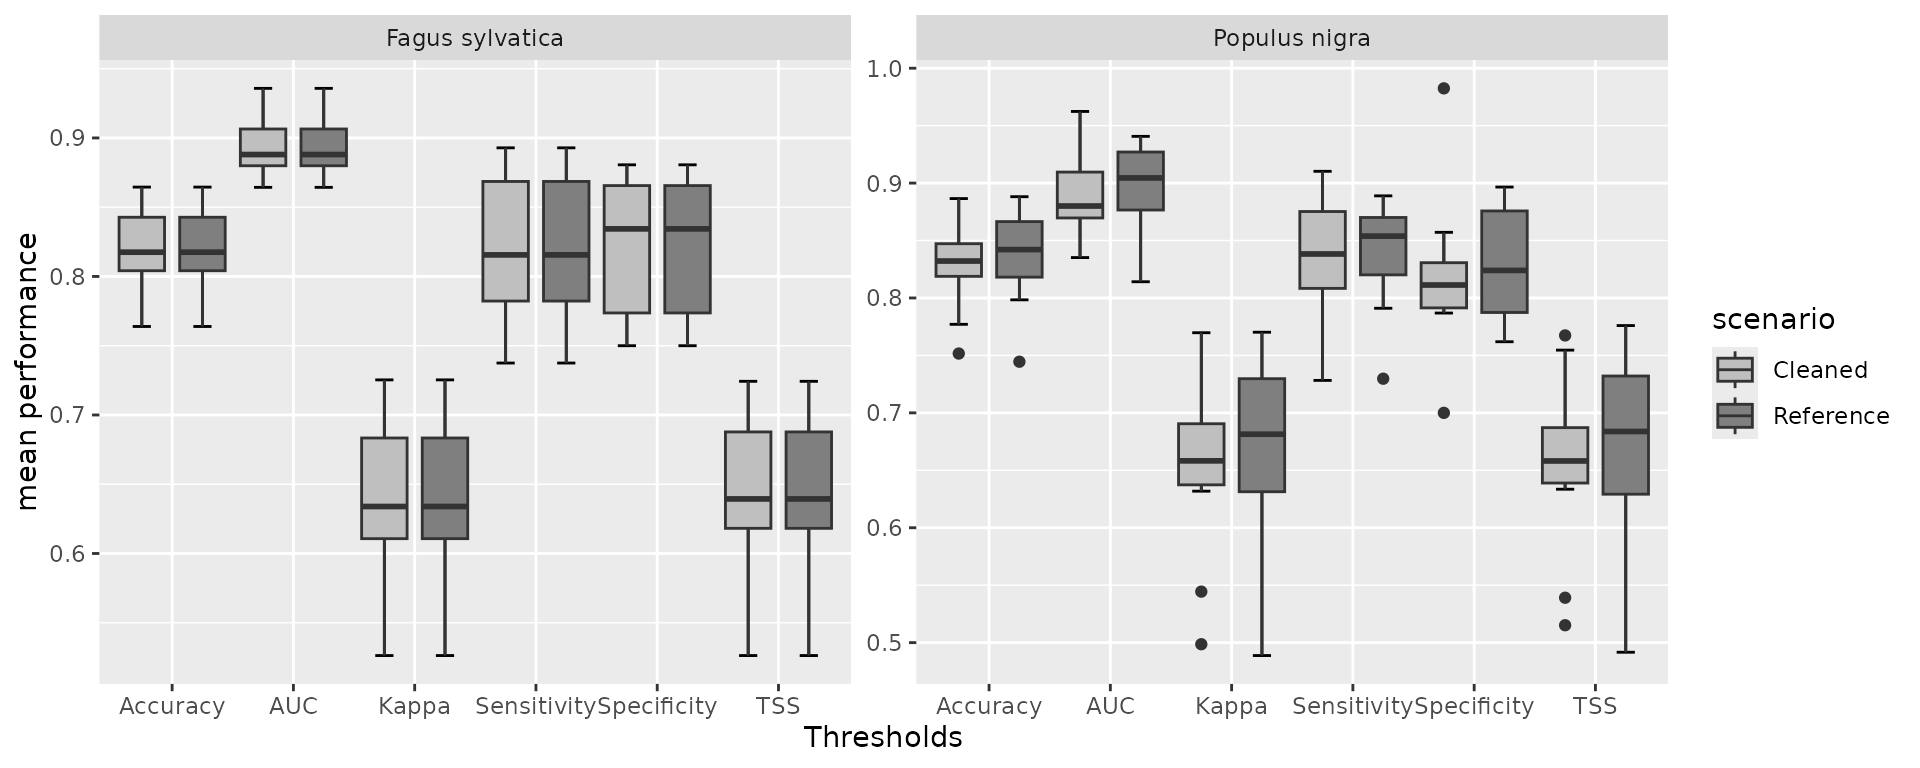 Fagus sylvatica
Populus nigra
mean performance
0.9
0.8
0.7
0.6
1.0
0.9
0.8
0.7
0.6
0.5
Accuracy AUC Kappa Sensitivity Specificity TSS
Accuracy AUC Kappa Sensitivity Specificity TSS
Thresholds
scenario
Cleaned
Reference